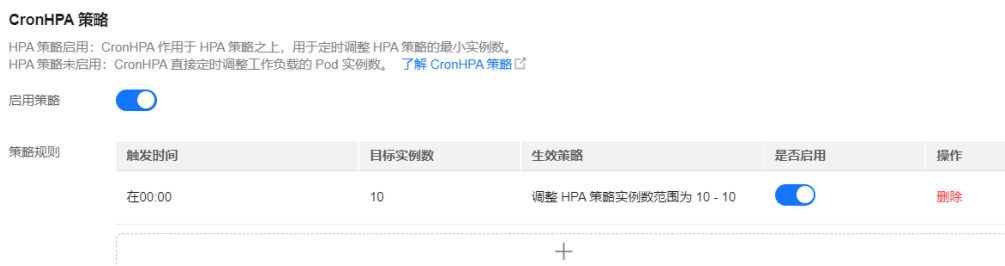 CronHPA 策略
HPA 策略启用：CronHPA 作用于 HPA 策略之上，用于定时调整 HPA 策略的最小实例数。
HPA 策略未启用：CronHPA 直接定时调整工作负载的 Pod 实例数。 了解 CronHPA 策略
启用策略
策略规则
触发时间 目标实例数 生效策略 是否启用 操作
在00:00 10 调整 HPA 策略实例数范围为 10 - 10 删除